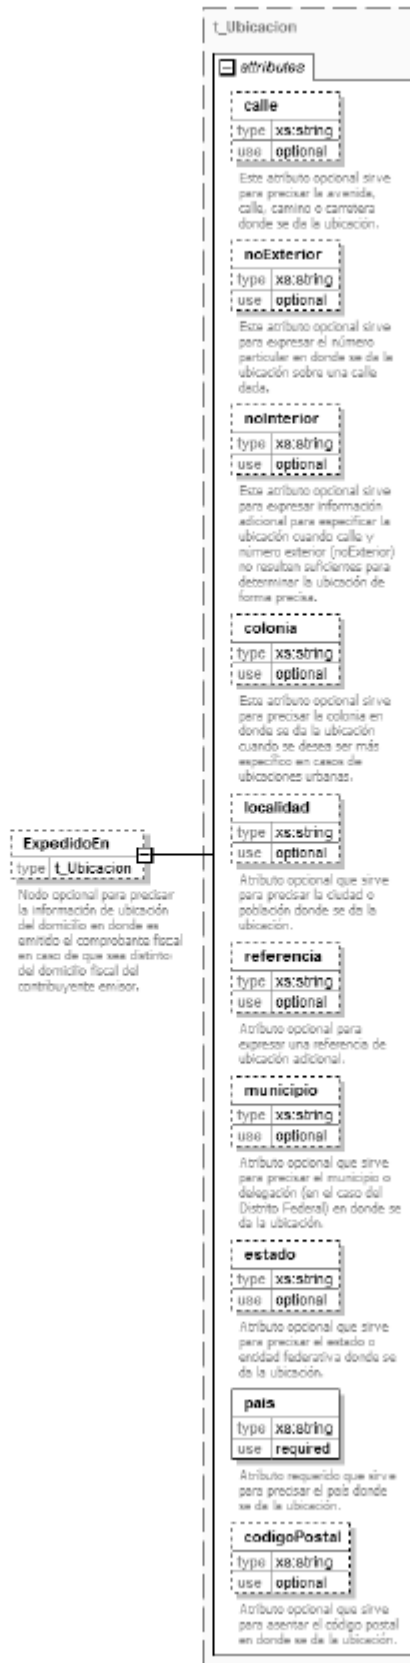 t_Ubicacion
attributes
calle
type xs:string
use optional
Este atributo opcional sirve
para precisar la avenida,
calle, camino o carretera
donde se da la ubicación.
noExterior
type xs:string
use optional
Este atributo opcional sirve
para expresar el número
particular en donde se da la
ubicación sobre una calle
dada.
noInterior
type xs:string
use optional
Este atributo opcional sirve
para expresar información
adicional para especificar la
ubicación cuando calle y
número exterior (noExterior)
no resulten suficientes para
determinar la ubicación de
forma precisa.
colonia
type xs:string
use optional
Este atributo opcional sirve
para precisar la colonia en
donde se da la ubicación
cuando se desea ser más
específico en casos de
ubicaciones urbanas.
localidad
type xs:string
use optional
Atributo opcional que sirve
para precisar la ciudad o
población donde se da la
ubicación.
ExpedidoEn
type t_Ubicacion
Nodo opcional para precisar
la información de ubicación
del domicilio en donde es
emitido el comprobante fiscal
en caso de que sea distinto
del domicilio fiscal del
contribuyente emisor.
referencia
type xs:string
use optional
Atributo opcional para
expresar una referencia de
ubicación adicional.
municipio
type xs:string
use optional
Atributo opcional que sirve
para precisar el municipio o
delegación (en el caso del
Distrito Federal) en donde se
da la ubicación.
estado
type xs:string
use optional
Atributo opcional que sirve
para precisar el estado o
entidad federativa donde se
da la ubicación.
pais
type xs:string
use required
Atributo requerido que sirve
para precisar el país donde
se da la ubicación.
codigoPostal
type xs:string
use optional
Atributo opcional que sirve
para asentar el código postal
en donde se da la ubicación.